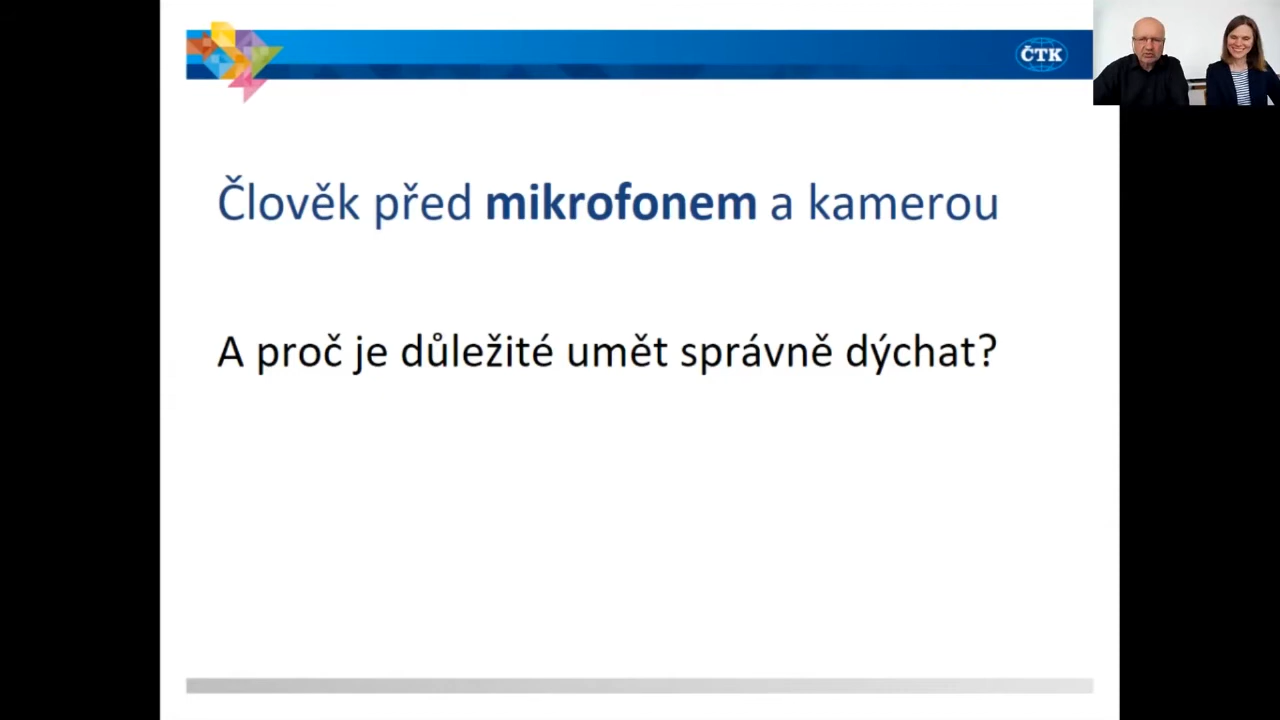 ČTK
Člověk před mikrofonem a kamerou
A proč je důležité umět správně dýchat?